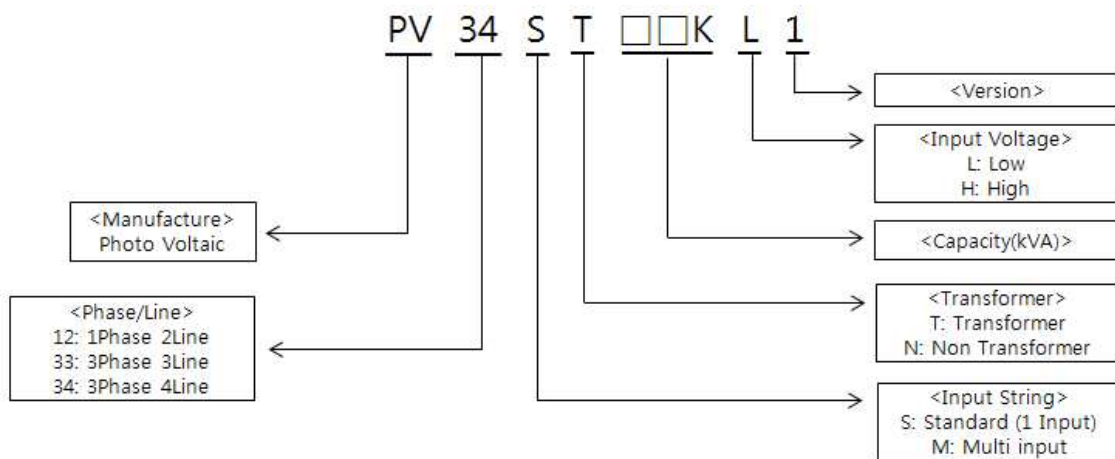 PV 34 S T □□K L 1
<Version>
<Input Voltage>
L: Low
H: High
<Manufacture>
Photo Voltaic
<Capacity(kVA)>
<Phase/Line>
12: 1Phase 2Line
33: 3Phase 3Line
34: 3Phase 4Line
<Transformer>
T: Transformer
N: Non Transformer
<Input String>
S: Standard (1 Input)
M: Multi input